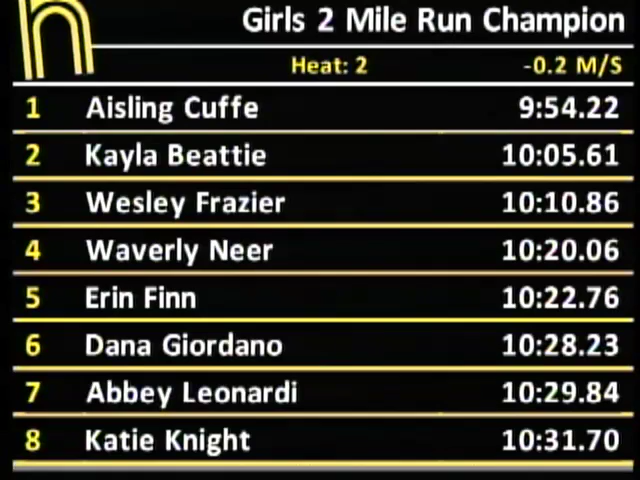 Girls 2 Mile Run Champion
Heat: 2 -0.2 M/S
1 Aisling Cuffe 9:54.22
2 Kayla Beattie 10:05.61
3 Wesley Frazier 10:10.86
4 Waverly Neer 10:20.06
5 Erin Finn 10:22.76
6 Dana Giordano 10:28.23
7 Abbey Leonardi 10:29.84
8 Katie Knight 10:31.70